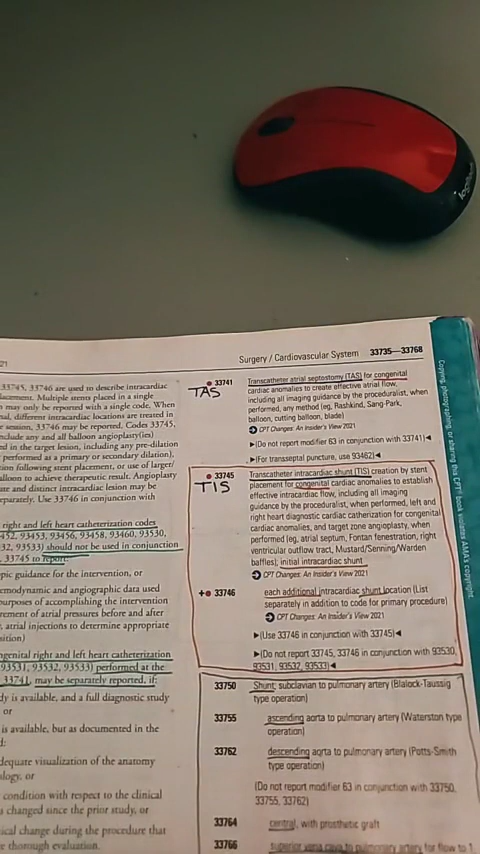 Surgery / Cardiovascular System 33735—33768
21
33745, 33746 are used to describe intracardiac
Multiple stents placed in a single
may only be reported with a single code. When
different intracardiac locations are treated in
session, 33746 may be reported. Codes 33745,
include any and all balloon angioplasty(ies)
in the target lesion, including any pre-dilation
performed as a primary or secondary dilation),
following stent placement, or use of larger/
balloon to achieve therapeutic result. Angioplasty
and distinct intracardiac lesion may be
Use 33746 in conjunction with
right and left heart catheterization codes
93453, 93456, 93458, 93460, 93530,
93533) should not be used in conjunction
33745 to report:
guidance for the intervention, or
and angiographic data used
purposes of accomplishing the intervention
before and after
atrial injections to determine appropriate
right and left heart catheterization
93531, 93532, 93533) performed at the
33741, may be separately reported, if:
is available, and a full diagnostic study
or
is available, but as documented in the
visualization of the anatomy
or
condition with respect to the clinical
changed since the prior study, or
change during the procedure that
thorough evaluation.
TAS
• 33741 Transcatheter atrial septostomy (TAS) for congenital
cardiac anomalies to create effective atrial flow,
including all imaging guidance by the proceduralist, when
performed, any method (eg, Rashkind, Sang-Park,
balloon, cutting balloon, blade)
CPT Changes: An Insider's View 2021
►(Do not report modifier 63 in conjunction with 33741)◄
►(For transseptal puncture, use 93462)◄
TIS
• 33745 Transcatheter intracardiac shunt (TIS) creation by stent
placement for congenital cardiac anomalies to establish
effective intracardiac flow, including all imaging
guidance by the proceduralist, when performed, left and
right heart diagnostic cardiac catherization for congenital
cardiac anomalies, and target zone angioplasty, when
performed (eg, atrial septum, Fontan fenestration, right
ventricular outflow tract, Mustard/Senning/Warden
baffles); initial intracardiac shunt
CPT Changes: An Insider's View 2021
+• 33746 each additional intracardiac shunt location (List
separately in addition to code for primary procedure)
CPT Changes: An Insider's View 2021
►(Use 33746 in conjunction with 33745)◄
►(Do not report 33745, 33746 in conjunction with 93530,
93531, 93532, 93533)◄
33750 Shunt; subclavian to pulmonary artery (Blalock-Taussig
type operation)
33755 ascending aorta to pulmonary artery (Waterston type
operation)
33762 descending aorta to pulmonary artery (Potts-Smith
type operation)
(Do not report modifier 63 in conjunction with 33750,
33755, 33762)
33764 central, with prosthetic graft
33766 superior vena cava to pulmonary artery for flow to 1
Copying, photographing, or sharing this CPT® book violates AMA's copyright.